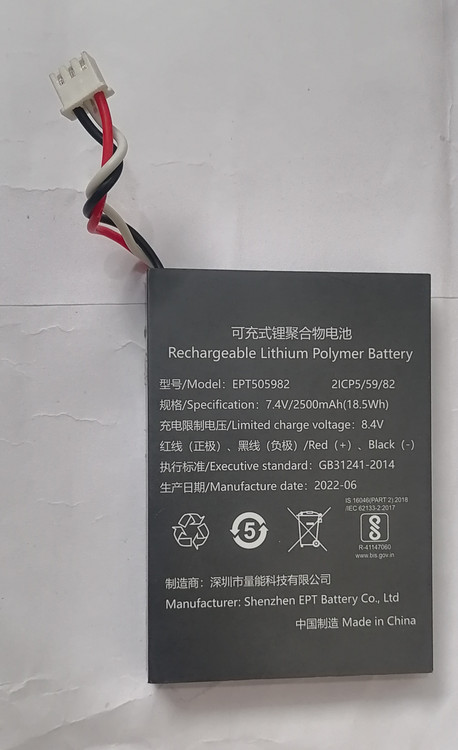 可充式锂聚合物电池
Rechargeable Lithium Polymer Battery
型号/Model: EPT505982 2ICP5/59/82
规格/Specification: 7.4V/2500mAh(18.5Wh)
充电限制电压/Limited charge voltage: 8.4V
红线（正极）、黑线（负极）/Red（+）、Black（-）
执行标准/Executive standard: GB31241-2014
生产日期/Manufacture date: 2022-06
IS 16046(PART 2) 2018
/IEC 62133-2:2017
5
R-41147060
www.bis.gov.in
制造商：深圳市量能科技有限公司
Manufacturer: Shenzhen EPT Battery Co., Ltd
中国制造 Made in China